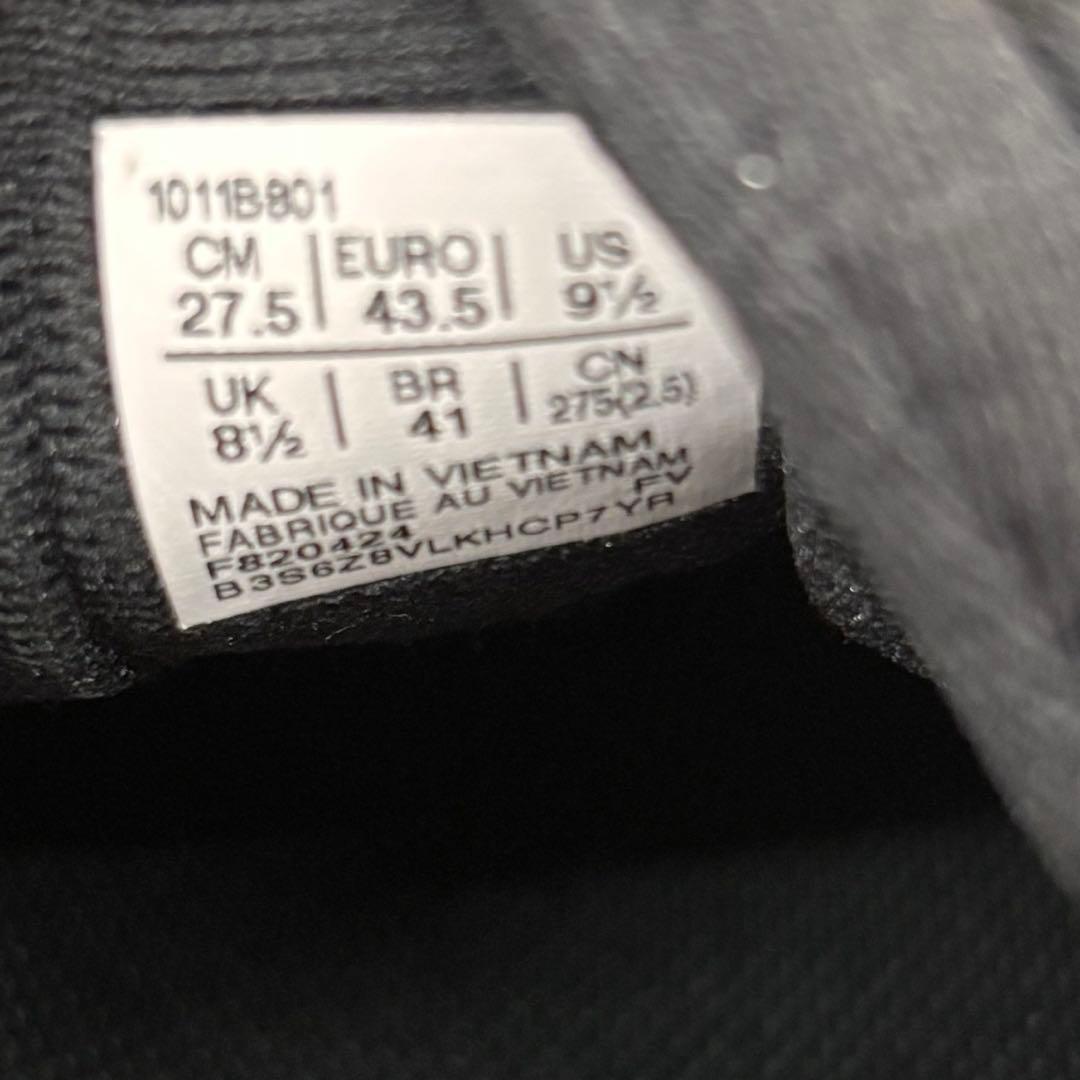 1011B801
CM | EURO | US
27.5 | 43.5 | 9½
UK | BR | CN
8½ | 41 | 275(2.5)
MADE IN VIETNAM
FABRIQUE AU VIETNAM
F820424 FV
B3S6Z8VLKHCP7YR